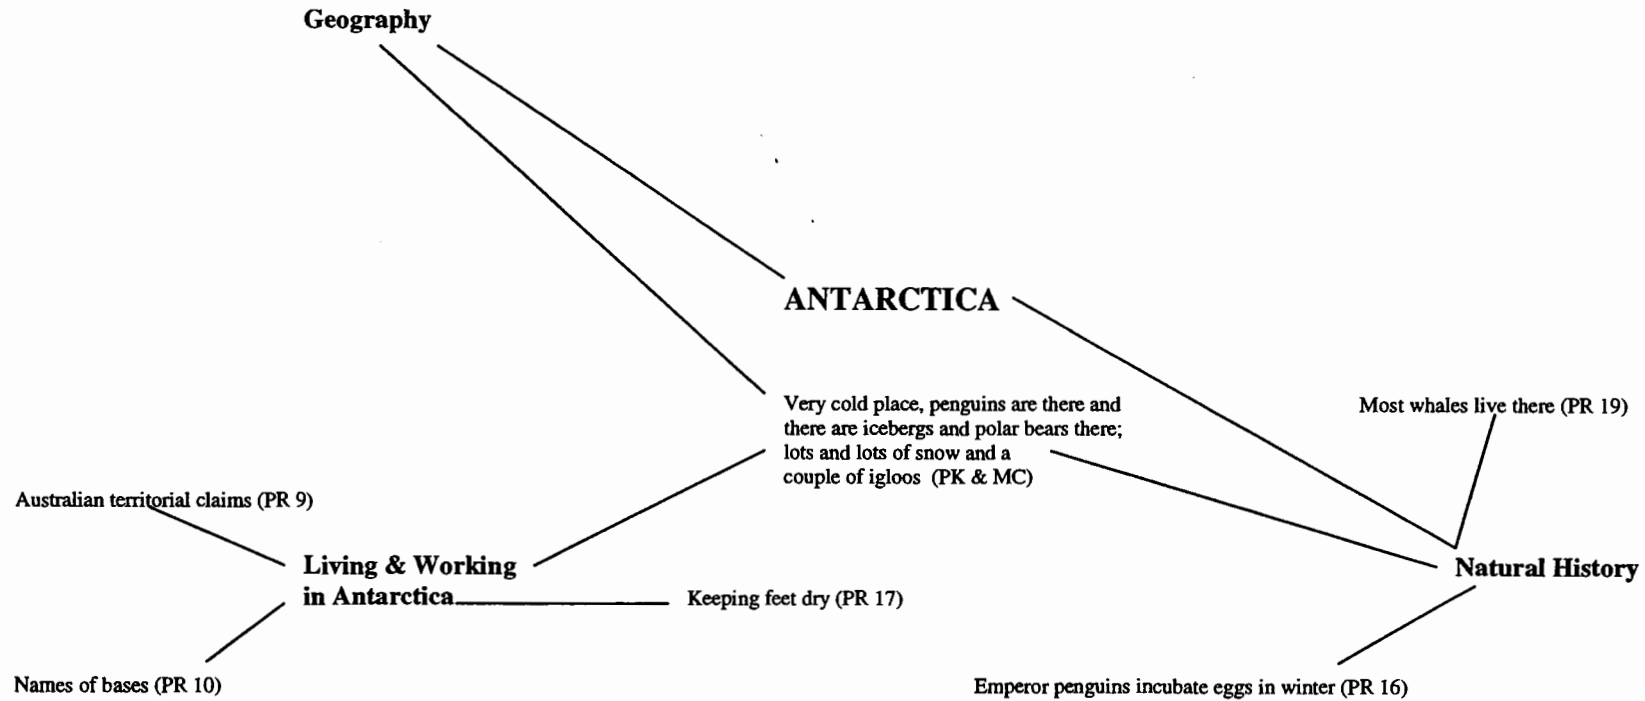 Geography
ANTARCTICA
Very cold place, penguins are there and
there are icebergs and polar bears there;
lots and lots of snow and a
couple of igloos (PK & MC)
Most whales live there (PR 19)
Australian territorial claims (PR 9)
Living & Working
in Antarctica
Natural History
Keeping feet dry (PR 17)
Names of bases (PR 10)
Emperor penguins incubate eggs in winter (PR 16)